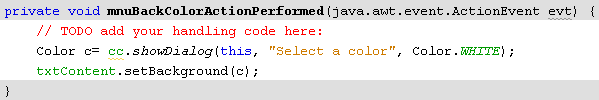 private void mnuBackColorActionPerformed(java.awt.event.ActionEvent evt) {
// TODO add your handling code here:
Color c= cc.showDialog(this, "Select a color", Color.WHITE);
txtContent.setBackground(c);
}